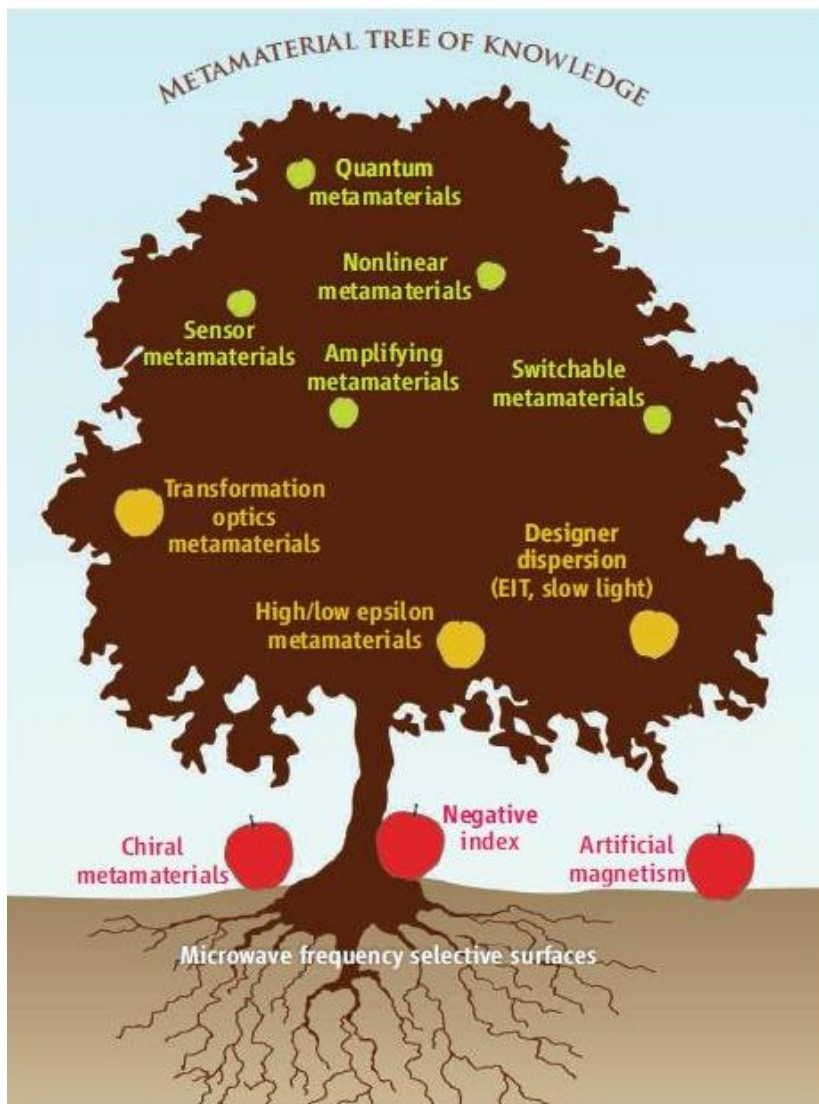 METAMATERIAL TREE OF KNOWLEDGE
Quantum
metamaterials
Nonlinear
metamaterials
Sensor
metamaterials
Amplifying
metamaterials
Switchable
metamaterials
Transformation
optics
metamaterials
Designer
dispersion
(EIT, slow light)
High/low epsilon
metamaterials
Chiral
metamaterials
Negative
index
Artificial
magnetism
Microwave frequency selective surfaces